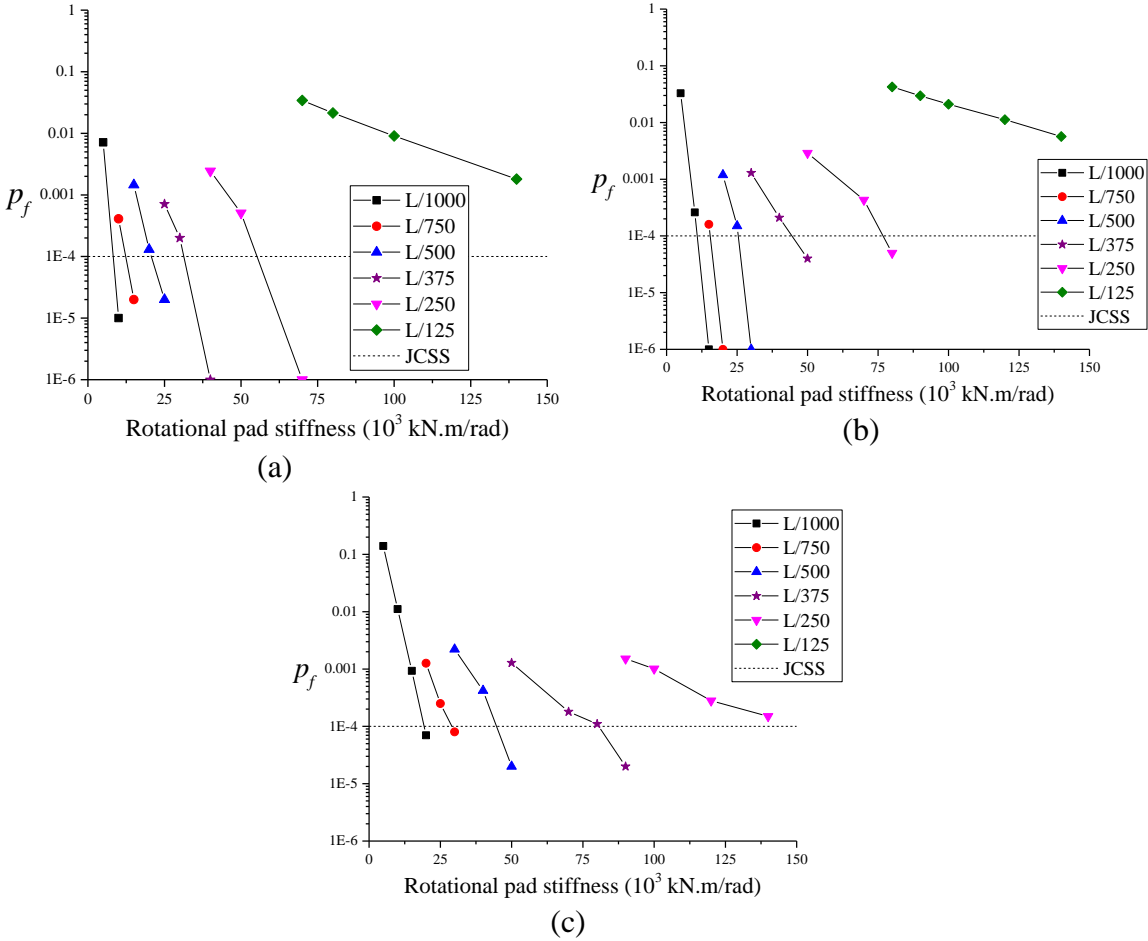 1
0.1
0.01
0.001
1E-4
1E-5
1E-6
p_f
0 25 50 75 100 125 150
Rotational pad stiffness (10³ kN.m/rad)
L/1000
L/750
L/500
L/375
L/250
L/125
JCSS
(a)
1
0.1
0.01
0.001
1E-4
1E-5
1E-6
p_f
0 25 50 75 100 125 150
Rotational pad stiffness (10³ kN.m/rad)
L/1000
L/750
L/500
L/375
L/250
L/125
JCSS
(b)
1
0.1
0.01
0.001
1E-4
1E-5
1E-6
p_f
0 25 50 75 100 125 150
Rotational pad stiffness (10³ kN.m/rad)
L/1000
L/750
L/500
L/375
L/250
L/125
JCSS
(c)